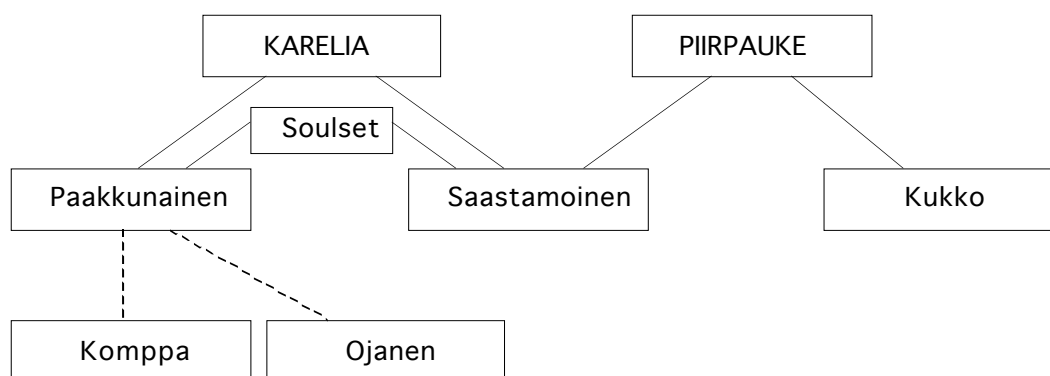 KARELIA
PIIRPAUKE
Soulset
Paakkunainen
Saastamoinen
Kukko
Komppa
Ojanen